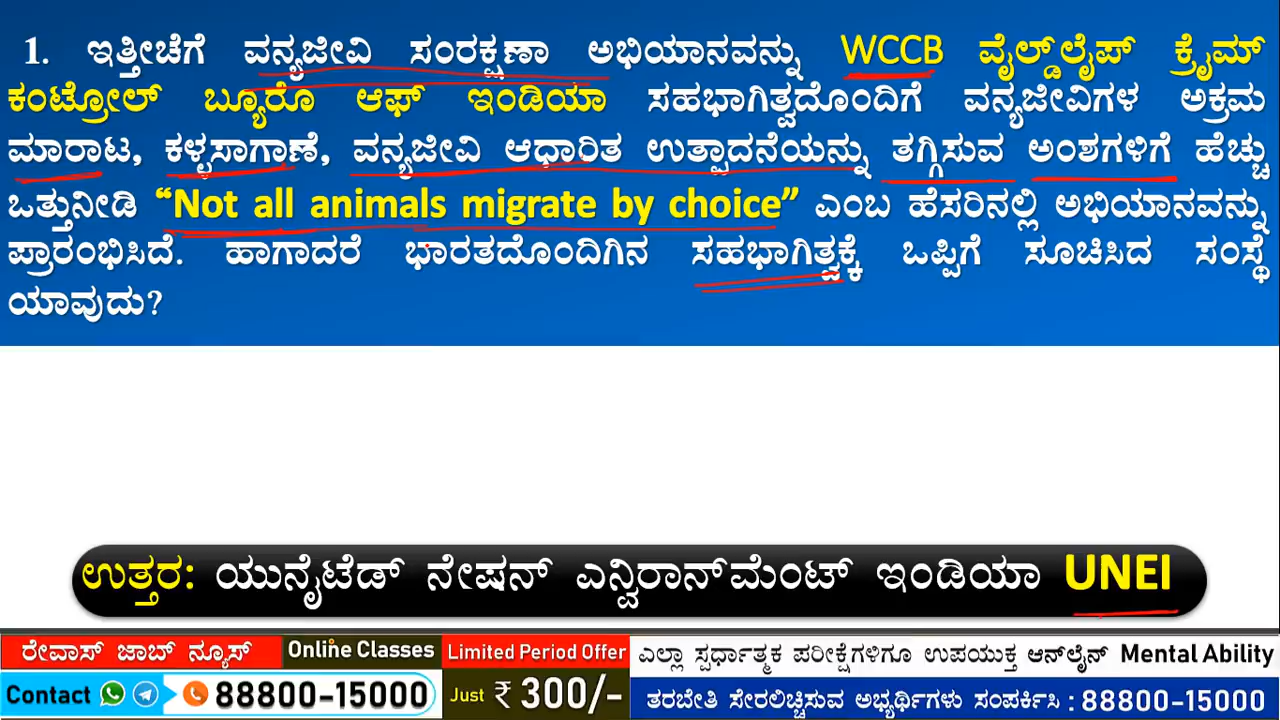 1. ಇತ್ತೀಚೆಗೆ ವನ್ಯಜೀವಿ ಸಂರಕ್ಷಣಾ ಅಭಿಯಾನವನ್ನು WCCB ವೈಲ್ಡ್‌ಲೈಪ್ ಕ್ರೈಮ್
ಕಂಟ್ರೋಲ್ ಬ್ಯೂರೊ ಆಫ್ ಇಂಡಿಯಾ ಸಹಭಾಗಿತ್ವದೊಂದಿಗೆ ವನ್ಯಜೀವಿಗಳ ಅಕ್ರಮ
ಮಾರಾಟ, ಕಳ್ಳಸಾಗಾಣೆ, ವನ್ಯಜೀವಿ ಆಧಾರಿತ ಉತ್ಪಾದನೆಯನ್ನು ತಗ್ಗಿಸುವ ಅಂಶಗಳಿಗೆ ಹೆಚ್ಚು
ಒತ್ತುನೀಡಿ “Not all animals migrate by choice” ಎಂಬ ಹೆಸರಿನಲ್ಲಿ ಅಭಿಯಾನವನ್ನು
ಪ್ರಾರಂಭಿಸಿದೆ. ಹಾಗಾದರೆ ಭಾರತದೊಂದಿಗಿನ ಸಹಭಾಗಿತ್ವಕ್ಕೆ ಒಪ್ಪಿಗೆ ಸೂಚಿಸಿದ ಸಂಸ್ಥೆ
ಯಾವುದು?
ಉತ್ತರ: ಯುನೈಟೆಡ್ ನೇಷನ್ ಎನ್ವಿರಾನ್‌ಮೆಂಟ್ ಇಂಡಿಯಾ UNEI
ರೇವಾಸ್ ಜಾಬ್ ನ್ಯೂಸ್ Online Classes Limited Period Offer ಎಲ್ಲಾ ಸ್ಪರ್ಧಾತ್ಮಕ ಪರೀಕ್ಷೆಗಳಿಗೂ ಉಪಯುಕ್ತ ಆನ್‌ಲೈನ್ Mental Ability
Contact 88800-15000 Just ₹ 300/- ತರಬೇತಿ ಸೇರಲಿಚ್ಚಿಸುವ ಅಭ್ಯರ್ಥಿಗಳು ಸಂಪರ್ಕಿಸಿ : 88800-15000